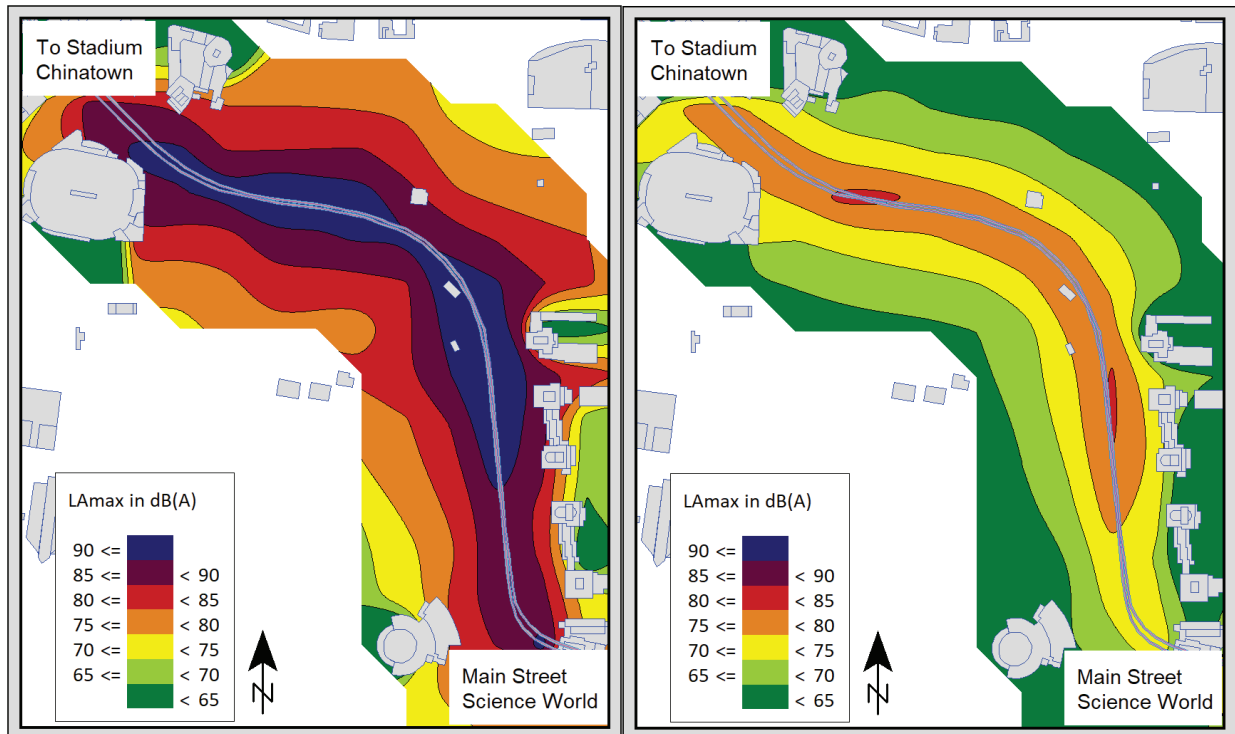 To Stadium
Chinatown
LAmax in dB(A)
90 <=
85 <= < 90
80 <= < 85
75 <= < 80
70 <= < 75
65 <= < 70
< 65
N
Main Street
Science World
To Stadium
Chinatown
LAmax in dB(A)
90 <=
85 <= < 90
80 <= < 85
75 <= < 80
70 <= < 75
65 <= < 70
< 65
N
Main Street
Science World